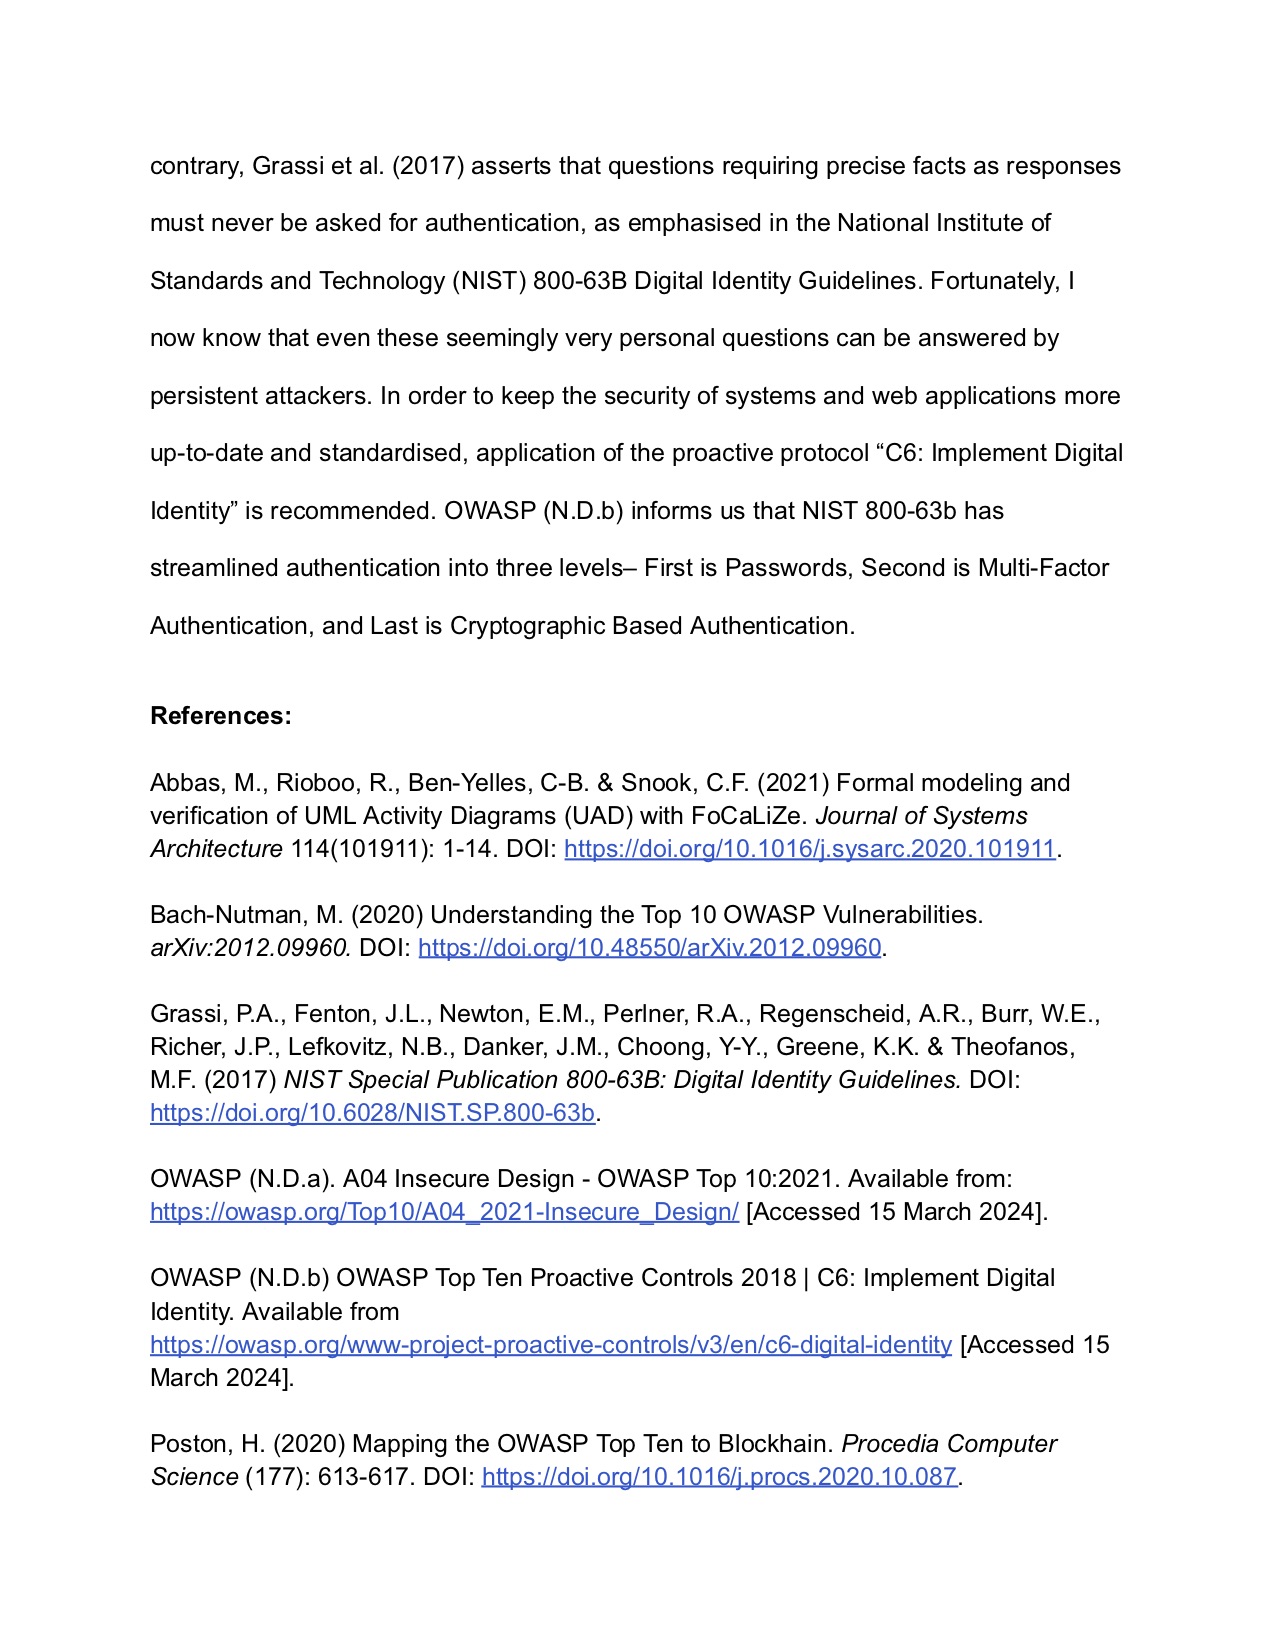 contrary, Grassi et al. (2017) asserts that questions requiring precise facts as responses
must never be asked for authentication, as emphasised in the National Institute of
Standards and Technology (NIST) 800-63B Digital Identity Guidelines. Fortunately, I
now know that even these seemingly very personal questions can be answered by
persistent attackers. In order to keep the security of systems and web applications more
up-to-date and standardised, application of the proactive protocol “C6: Implement Digital
Identity” is recommended. OWASP (N.D.b) informs us that NIST 800-63b has
streamlined authentication into three levels– First is Passwords, Second is Multi-Factor
Authentication, and Last is Cryptographic Based Authentication.
References:
Abbas, M., Rioboo, R., Ben-Yelles, C-B. & Snook, C.F. (2021) Formal modeling and
verification of UML Activity Diagrams (UAD) with FoCaLiZe. Journal of Systems
Architecture 114(101911): 1-14. DOI: https://doi.org/10.1016/j.sysarc.2020.101911.
Bach-Nutman, M. (2020) Understanding the Top 10 OWASP Vulnerabilities.
arXiv:2012.09960. DOI: https://doi.org/10.48550/arXiv.2012.09960.
Grassi, P.A., Fenton, J.L., Newton, E.M., Perlner, R.A., Regenscheid, A.R., Burr, W.E.,
Richer, J.P., Lefkovitz, N.B., Danker, J.M., Choong, Y-Y., Greene, K.K. & Theofanos,
M.F. (2017) NIST Special Publication 800-63B: Digital Identity Guidelines. DOI:
https://doi.org/10.6028/NIST.SP.800-63b.
OWASP (N.D.a). A04 Insecure Design - OWASP Top 10:2021. Available from:
https://owasp.org/Top10/A04_2021-Insecure_Design/ [Accessed 15 March 2024].
OWASP (N.D.b) OWASP Top Ten Proactive Controls 2018 | C6: Implement Digital
Identity. Available from
https://owasp.org/www-project-proactive-controls/v3/en/c6-digital-identity [Accessed 15
March 2024].
Poston, H. (2020) Mapping the OWASP Top Ten to Blockhain. Procedia Computer
Science (177): 613-617. DOI: https://doi.org/10.1016/j.procs.2020.10.087.